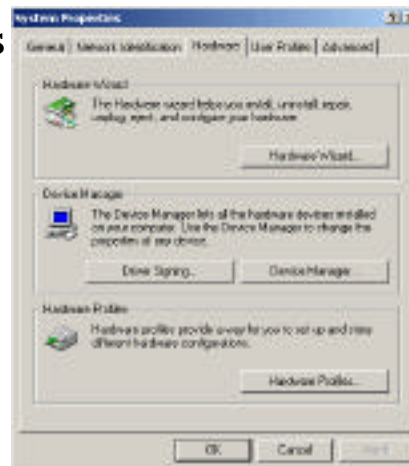 s
System Properties
General Network Identification Hardware User Profiles Advanced
Hardware Wizard
The Hardware wizard helps you install, uninstall, repair,
unplug, eject, and configure your hardware.
Hardware Wizard...
Device Manager
The Device Manager lists all the hardware devices installed
on your computer. Use the Device Manager to change the
properties of any device.
Driver Signing... Device Manager...
Hardware Profiles
Hardware profiles provide a way for you to set up and store
different hardware configurations.
Hardware Profiles...
OK Cancel Apply